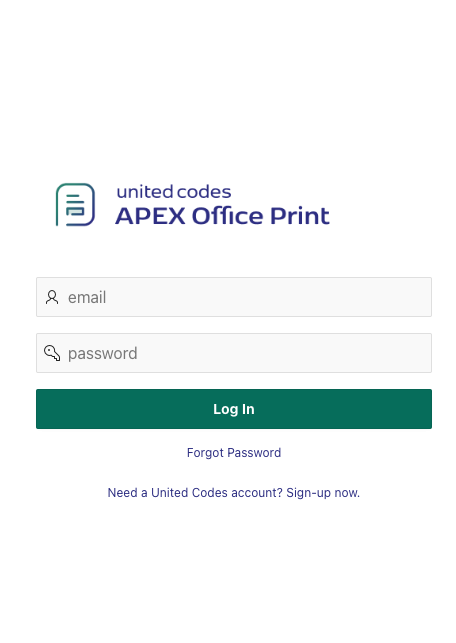 united codes
APEX Office Print
email
password
Log In
Forgot Password
Need a United Codes account? Sign-up now.